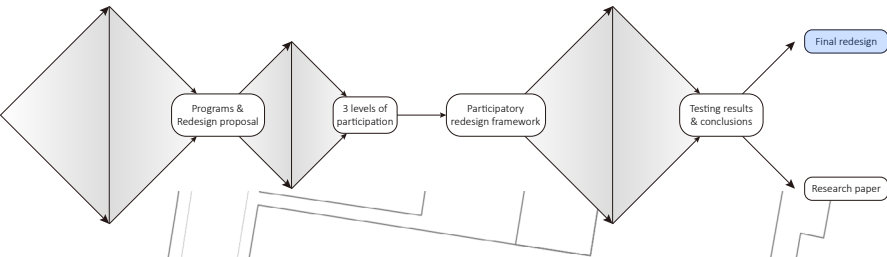 Programs &
Redesign proposal
3 levels of
participation
Participatory
redesign framework
Testing results
& conclusions
Final redesign
Research paper